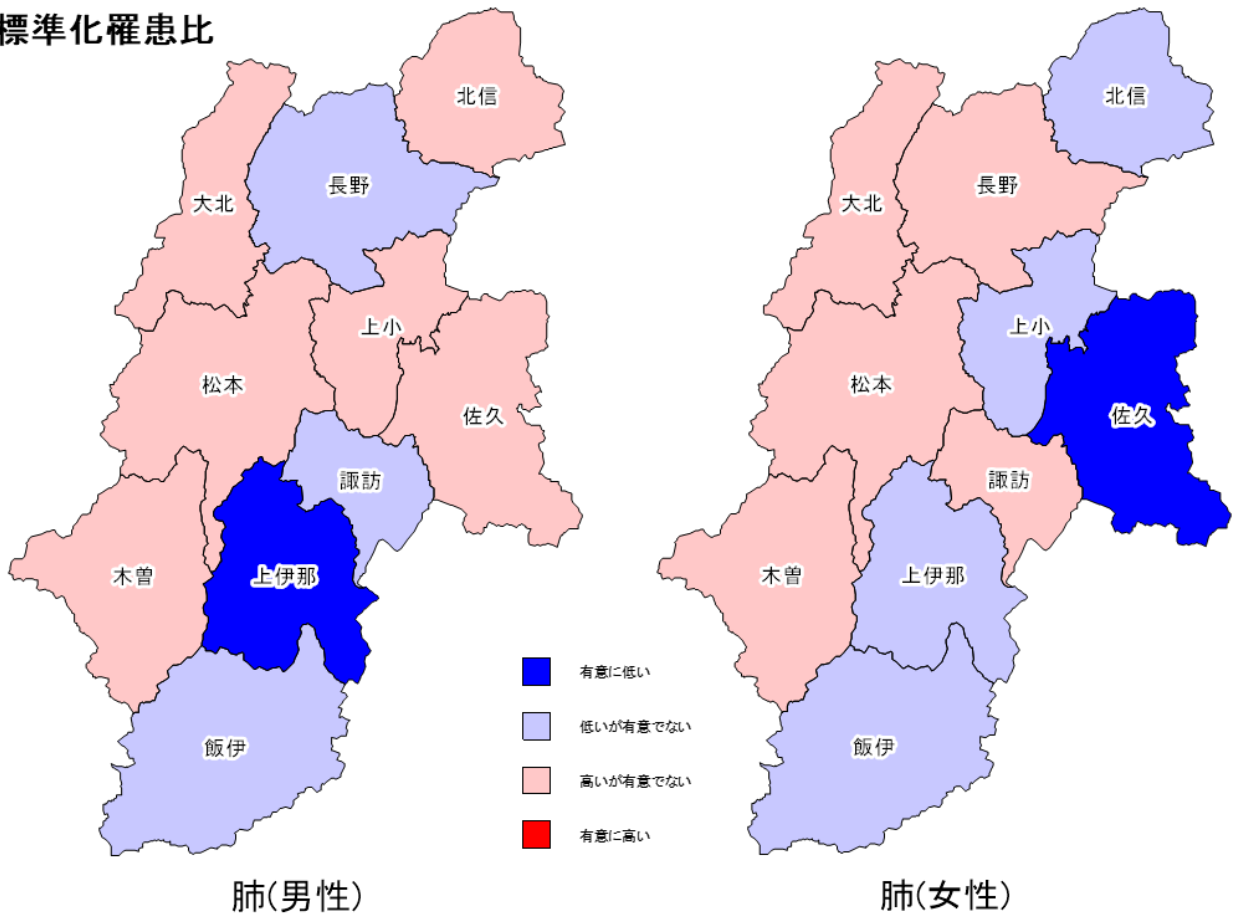 標準化罹患比
北信
長野
大北
上小
松本
佐久
諏訪
木曽
上伊那
飯伊
肺(男性)
有意に低い
低いが有意でない
高いが有意でない
有意に高い
北信
長野
大北
上小
松本
佐久
諏訪
木曽
上伊那
飯伊
肺(女性)